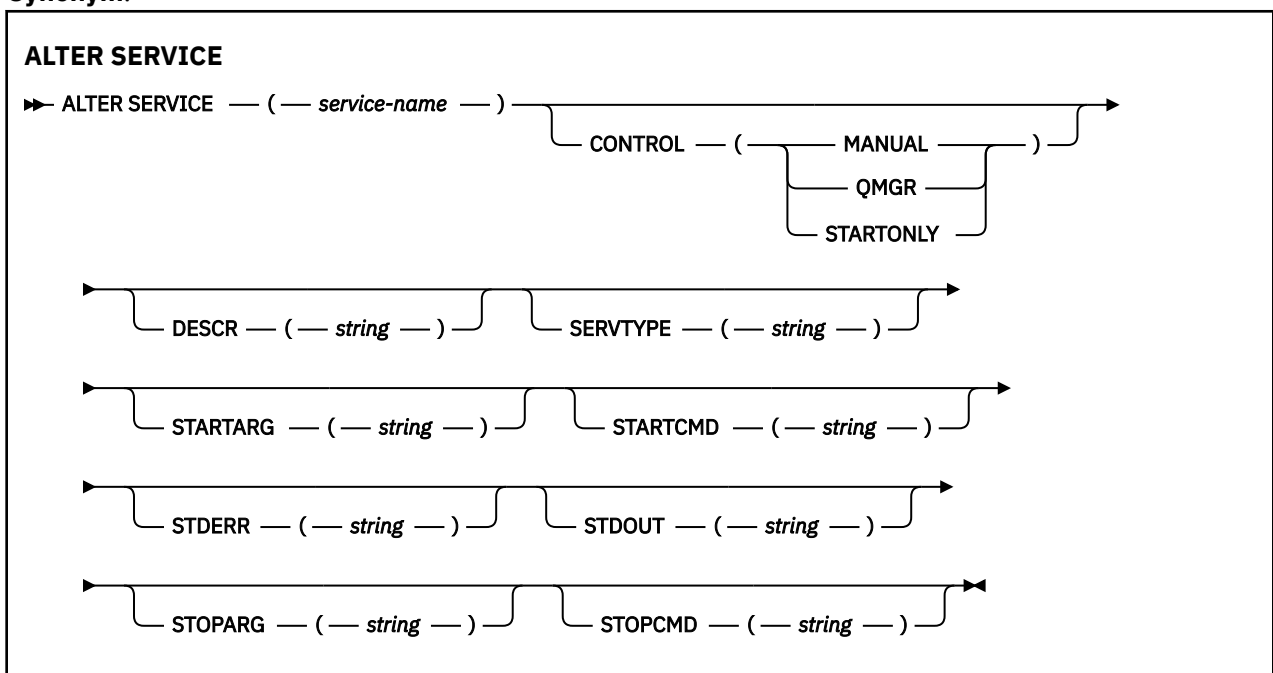 Synonym:
ALTER SERVICE
ALTER SERVICE ( service-name )
CONTROL ( MANUAL )
QMGR
STARTONLY
DESCR ( string ) SERVTYPE ( string )
STARTARG ( string ) STARTCMD ( string )
STDERR ( string ) STDOUT ( string )
STOPARG ( string ) STOPCMD ( string )